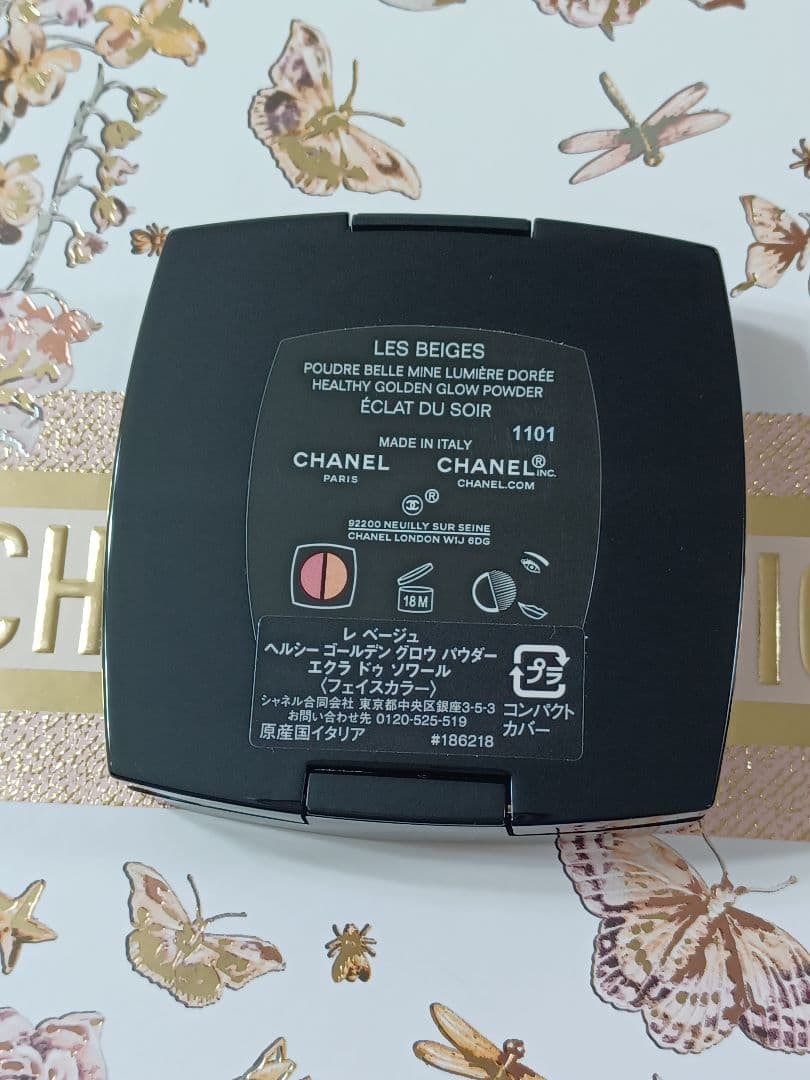 LES BEIGES
POUDRE BELLE MINE LUMIÈRE DORÉE
HEALTHY GOLDEN GLOW POWDER
ÉCLAT DU SOIR
1101
MADE IN ITALY
CHANEL CHANEL® INC.
PARIS CHANEL.COM
®
92200 NEUILLY SUR SEINE
CHANEL LONDON W1J 6DG
18M
レ ベージュ
ヘルシー ゴールデン グロウ パウダー
エクラ ドゥ ソワール
〈フェイスカラー〉
シャネル合同会社 東京都中央区銀座3-5-3
お問い合わせ先 0120-525-519
原産国イタリア #186218
プラ
コンパクト
カバー
CH